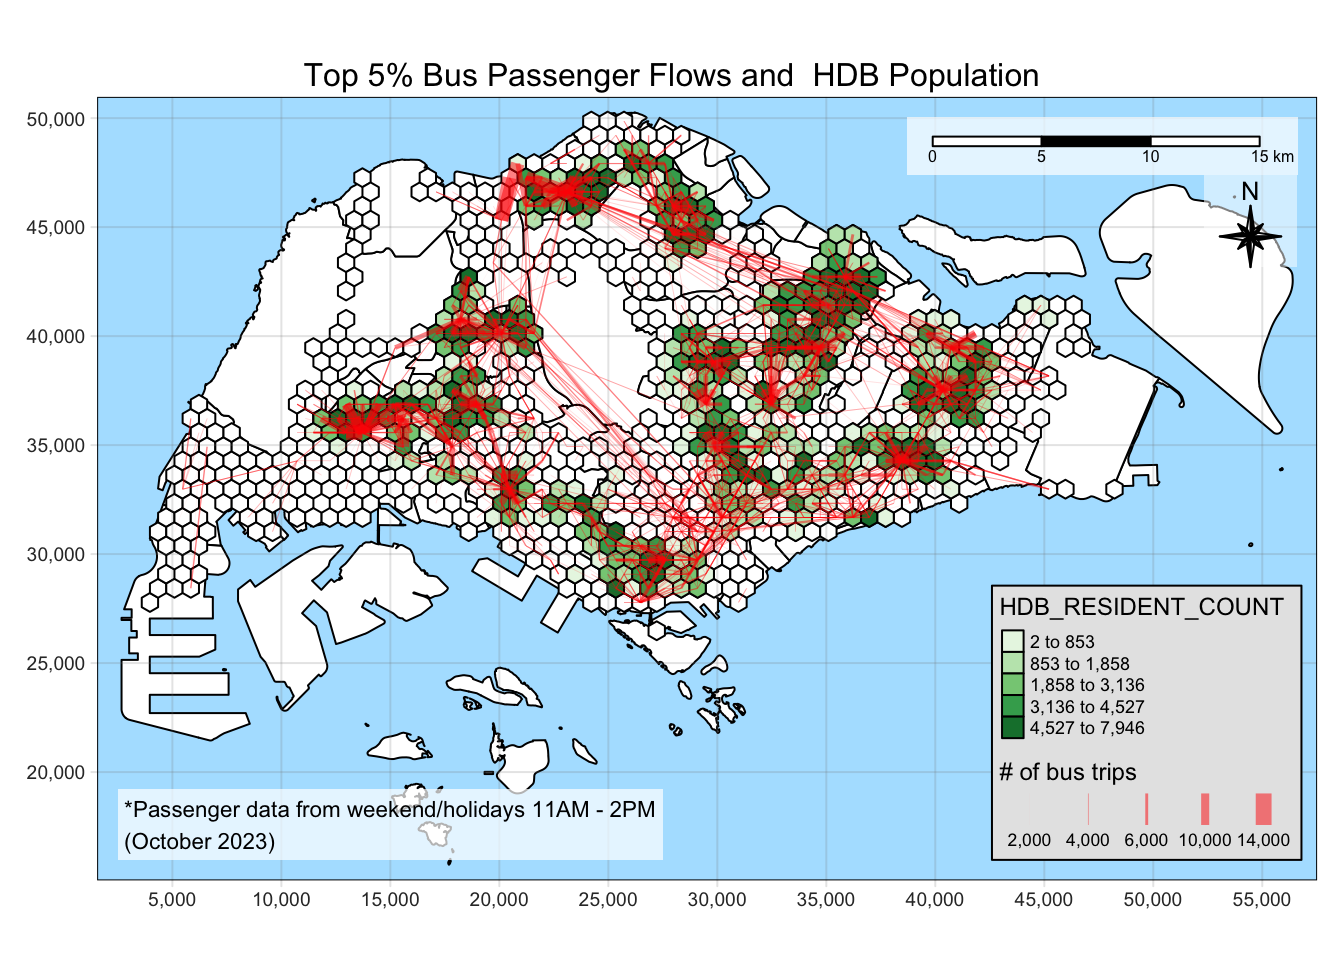 Top 5% Bus Passenger Flows and  HDB Population
50,000
45,000
40,000
35,000
30,000
25,000
20,000
0 5 10 15 km
N
HDB_RESIDENT_COUNT
2 to 853
853 to 1,858
1,858 to 3,136
3,136 to 4,527
4,527 to 7,946
# of bus trips
2,000 4,000 6,000 10,000 14,000
*Passenger data from weekend/holidays 11AM - 2PM
(October 2023)
5,000 10,000 15,000 20,000 25,000 30,000 35,000 40,000 45,000 50,000 55,000